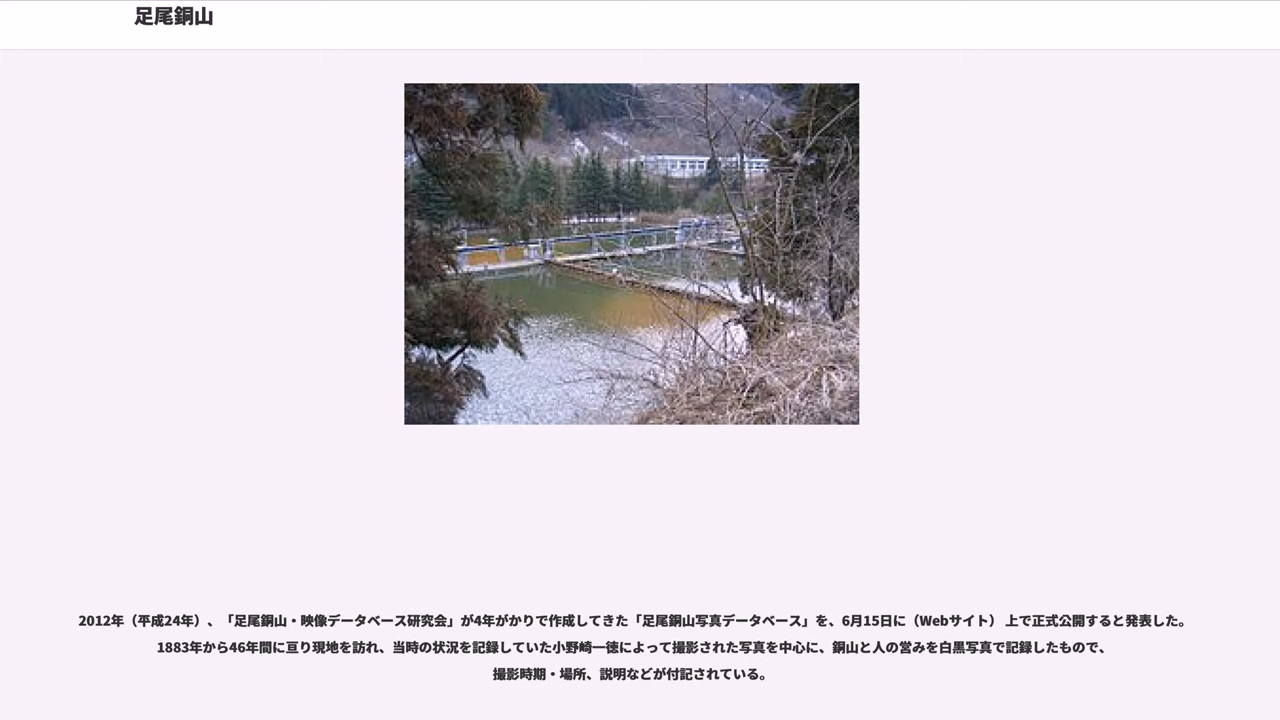 足尾銅山
2012年（平成24年）、「足尾銅山・映像データベース研究会」が4年がかりで作成してきた「足尾銅山写真データベース」を、6月15日に（Webサイト） 上で正式公開すると発表した。
1883年から46年間に亘り現地を訪れ、当時の状況を記録していた小野崎一徳によって撮影された写真を中心に、銅山と人の営みを白黒写真で記録したもので、
撮影時期・場所、説明などが付記されている。